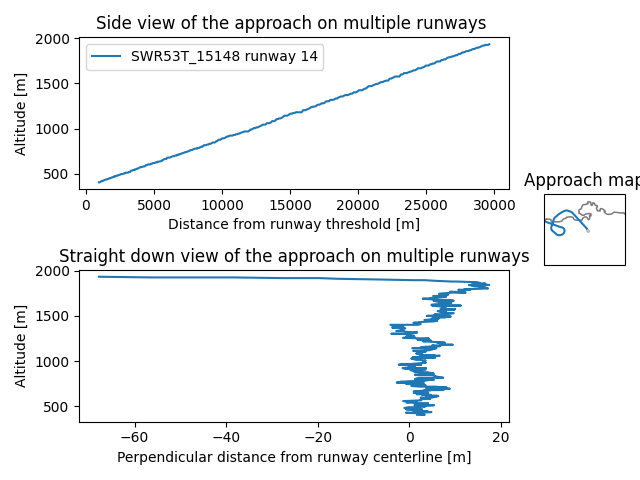 Side view of the approach on multiple runways
2000
1500
1000
500
Altitude [m]
SWR53T_15148 runway 14
0 5000 10000 15000 20000 25000 30000
Distance from runway threshold [m]
Approach map
Straight down view of the approach on multiple runways
2000
1500
1000
500
Altitude [m]
−60 −40 −20 0 20
Perpendicular distance from runway centerline [m]